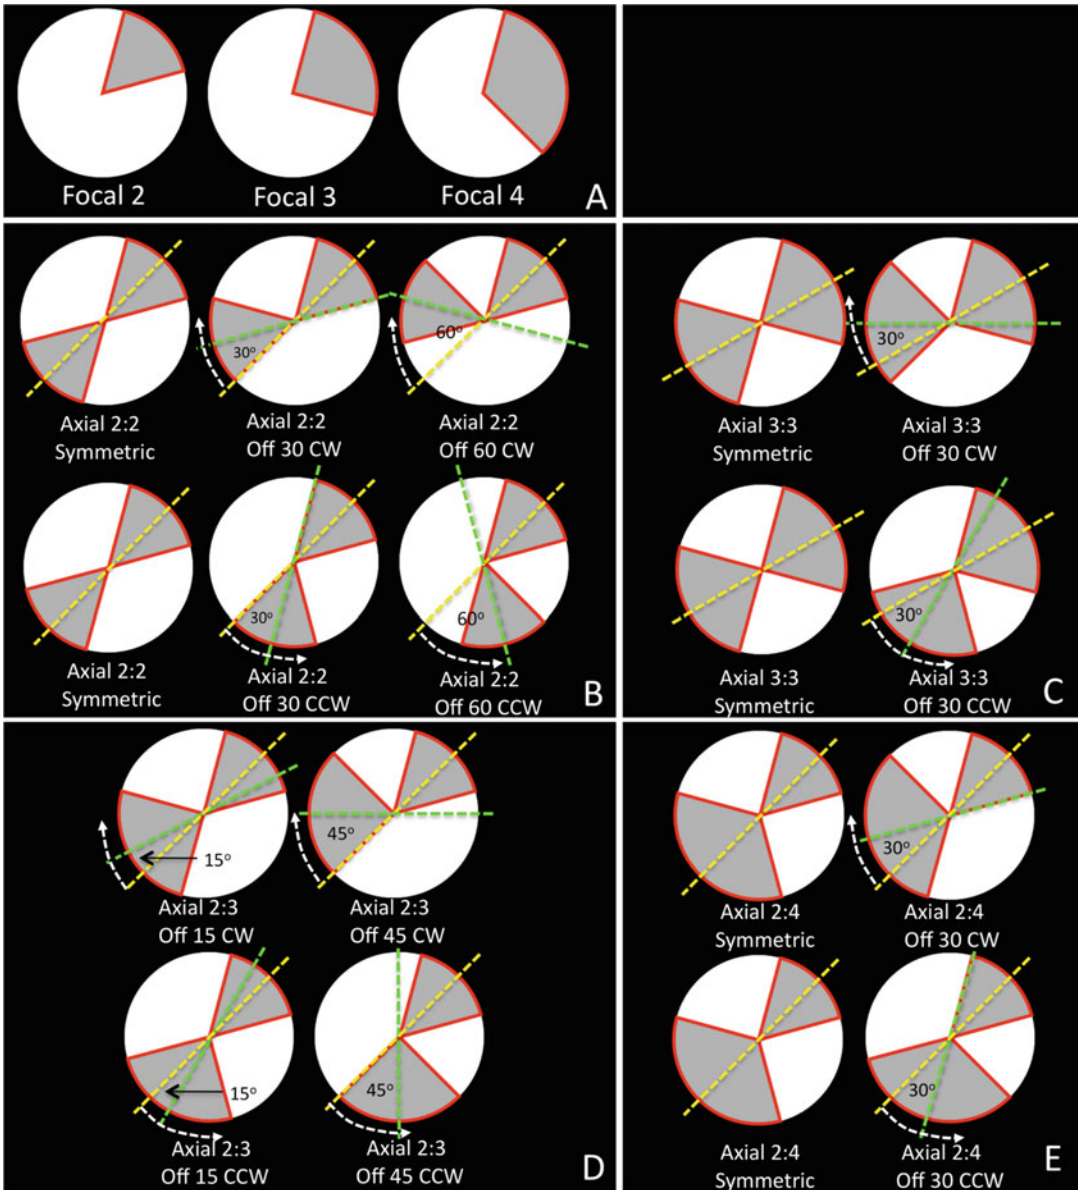 Focal 2 Focal 3 Focal 4 A
30° 60° 30°
Axial 2:2 Axial 2:2 Axial 2:2 Axial 3:3 Axial 3:3
Symmetric Off 30 CW Off 60 CW Symmetric Off 30 CW
30° 60° 30°
Axial 2:2 Axial 2:2 Axial 2:2 Axial 3:3 Axial 3:3
Symmetric Off 30 CCW Off 60 CCW B Symmetric Off 30 CCW C
15° 45° 30°
Axial 2:3 Axial 2:3 Axial 2:4 Axial 2:4
Off 15 CW Off 45 CW Symmetric Off 30 CW
15° 45° 30°
Axial 2:3 Axial 2:3 Axial 2:4 Axial 2:4
Off 15 CCW Off 45 CCW D Symmetric Off 30 CCW E